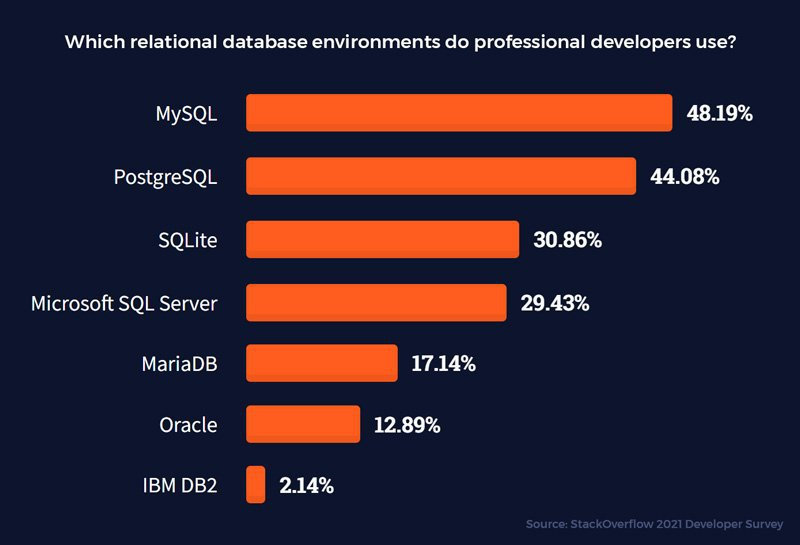 Which relational database environments do professional developers use?
MySQL 48.19%
PostgreSQL 44.08%
SQLite 30.86%
Microsoft SQL Server 29.43%
MariaDB 17.14%
Oracle 12.89%
IBM DB2 2.14%
Source: StackOverflow 2021 Developer Survey